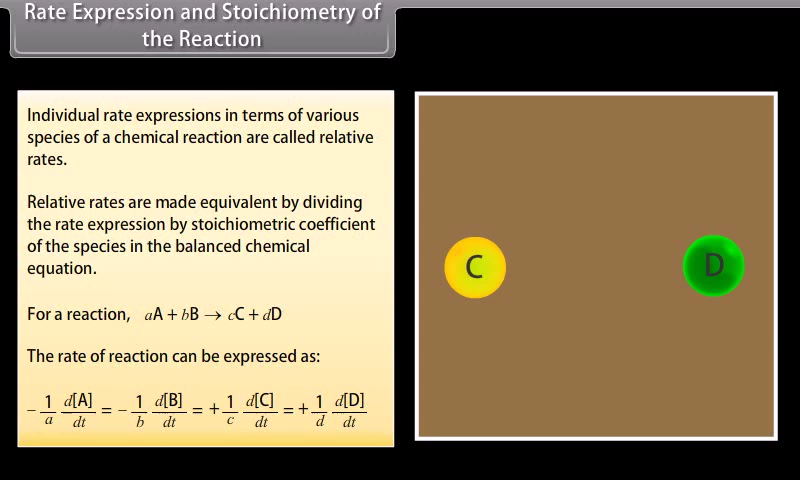 Rate Expression and Stoichiometry of
the Reaction
Individual rate expressions in terms of various
species of a chemical reaction are called relative
rates.
Relative rates are made equivalent by dividing
the rate expression by stoichiometric coefficient
of the species in the balanced chemical
equation.
For a reaction, aA + bB → cC + dD
The rate of reaction can be expressed as:
− 1/a d[A]/dt = − 1/b d[B]/dt = + 1/c d[C]/dt = + 1/d d[D]/dt
C
D